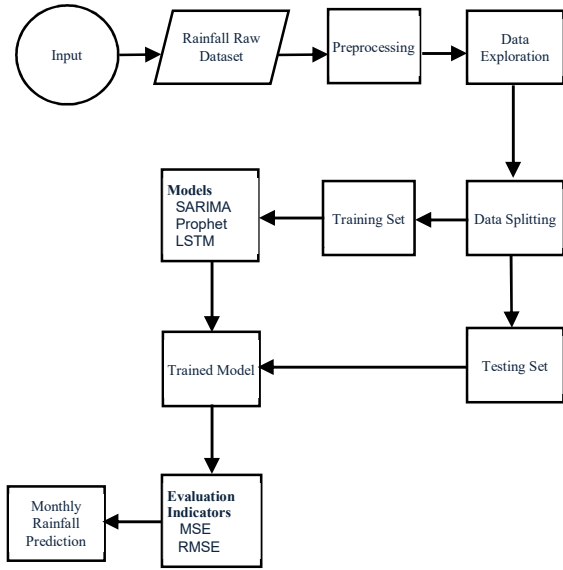 Input
Rainfall Raw
Dataset
Preprocessing
Data
Exploration
Models
SARIMA
Prophet
LSTM
Training Set
Data Splitting
Trained Model
Testing Set
Evaluation
Indicators
MSE
RMSE
Monthly
Rainfall
Prediction